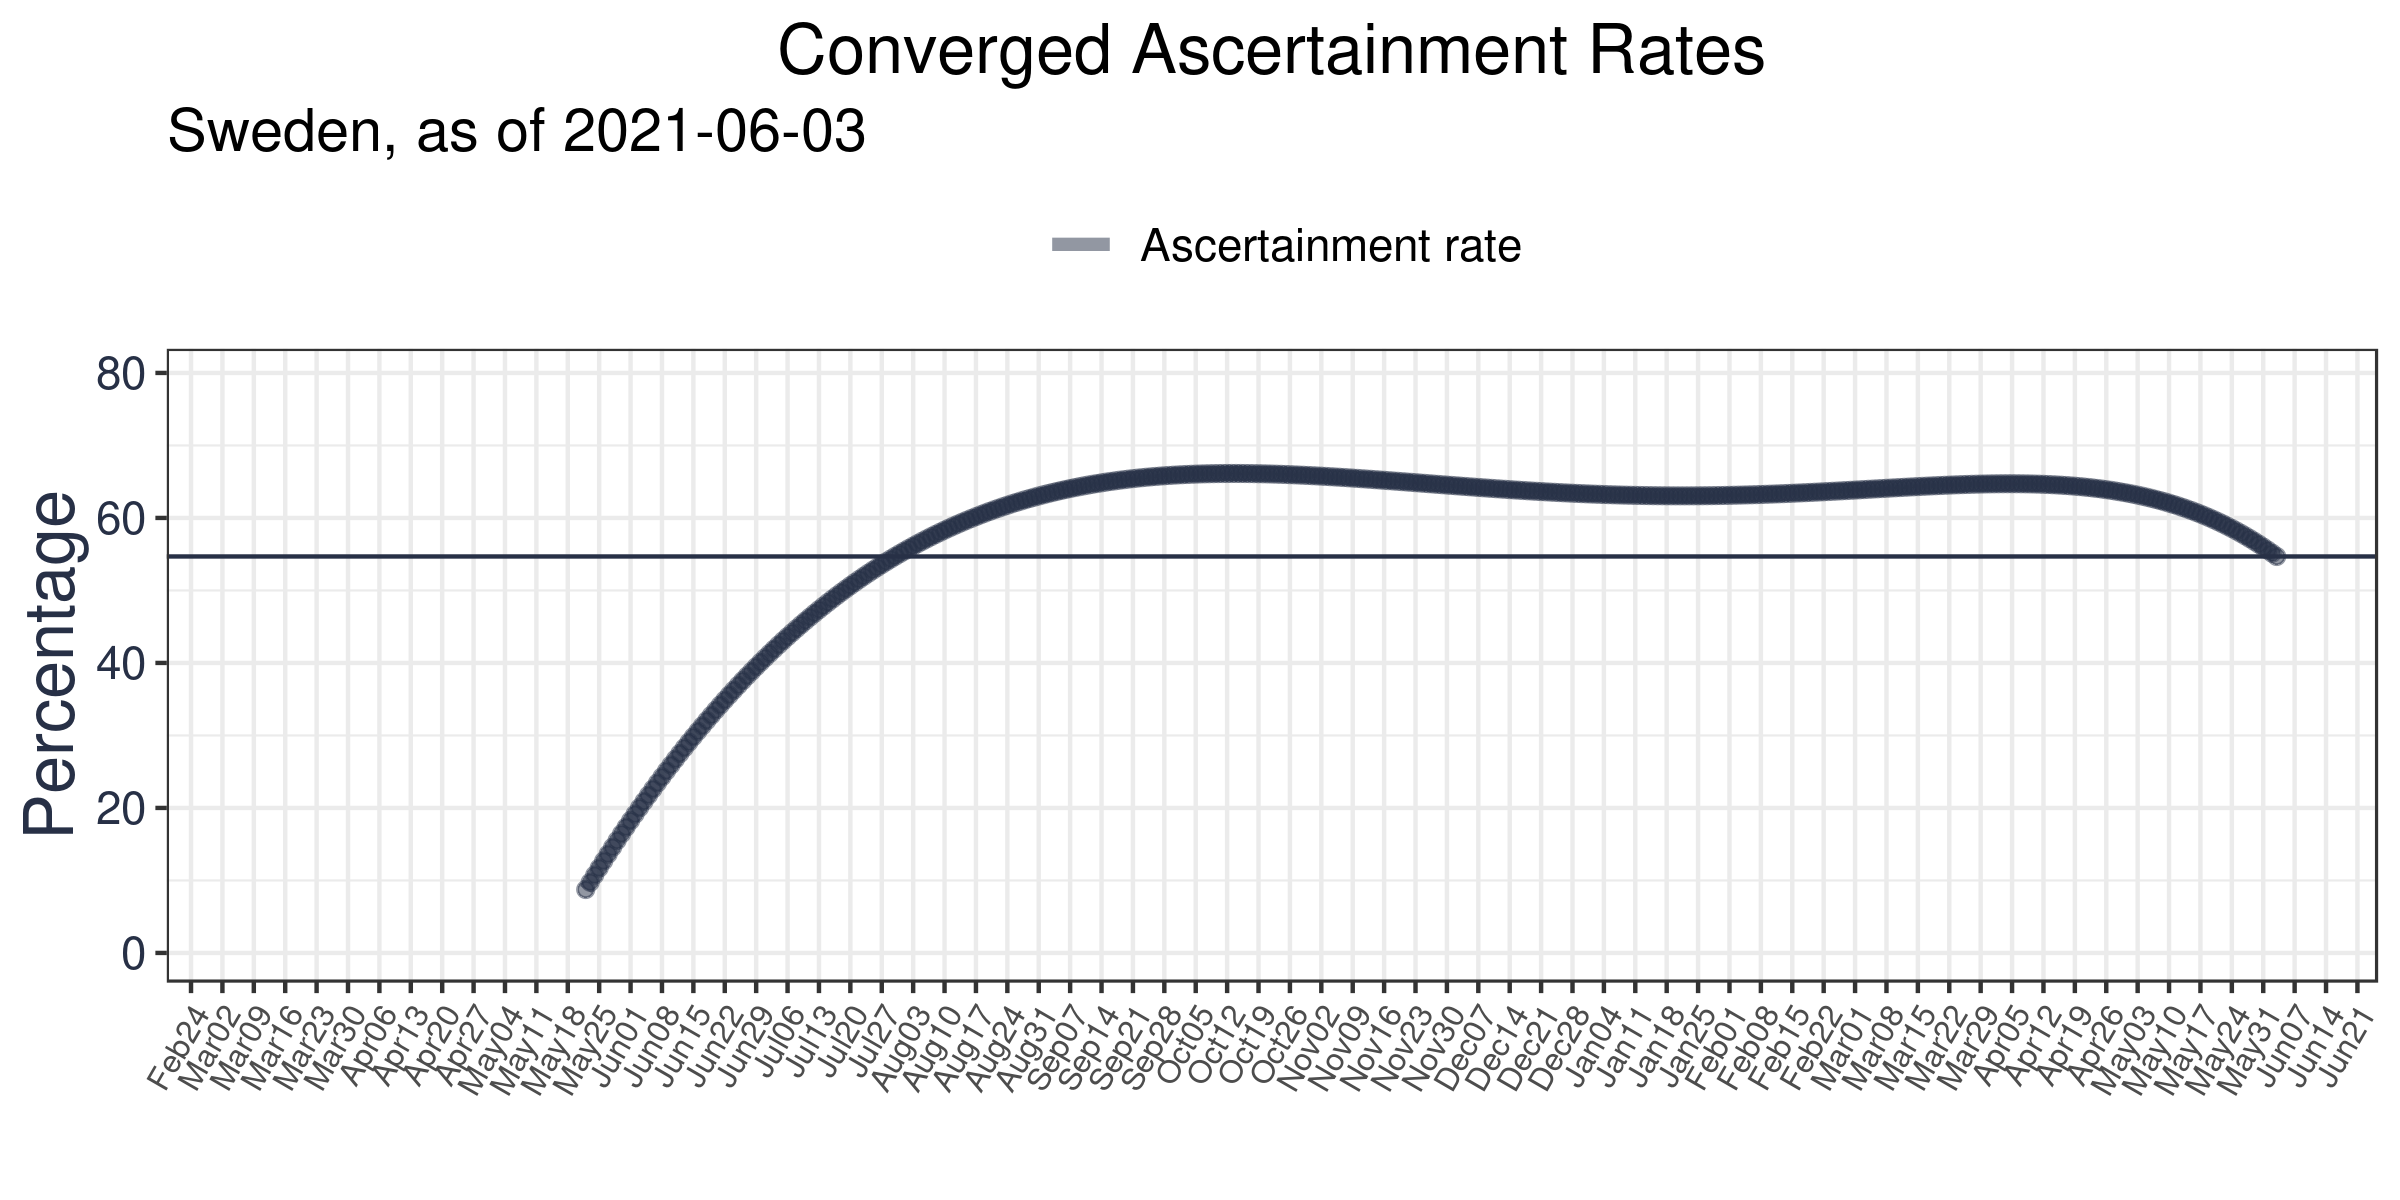 Converged Ascertainment Rates
Sweden, as of 2021-06-03
Ascertainment rate
Percentage
80
60
40
20
0
Feb24 Mar02 Mar09 Mar16 Mar23 Mar30 Apr06 Apr13 Apr20 Apr27 May04 May11 May18 May25 Jun01 Jun08 Jun15 Jun22 Jun29 Jul06 Jul13 Jul20 Jul27 Aug03 Aug10 Aug17 Aug24 Aug31 Sep07 Sep14 Sep21 Sep28 Oct05 Oct12 Oct19 Oct26 Nov02 Nov09 Nov16 Nov23 Nov30 Dec07 Dec14 Dec21 Dec28 Jan04 Jan11 Jan18 Jan25 Feb01 Feb08 Feb15 Feb22 Mar01 Mar08 Mar15 Mar22 Mar29 Apr05 Apr12 Apr19 Apr26 May03 May10 May17 May24 May31 Jun07 Jun14 Jun21